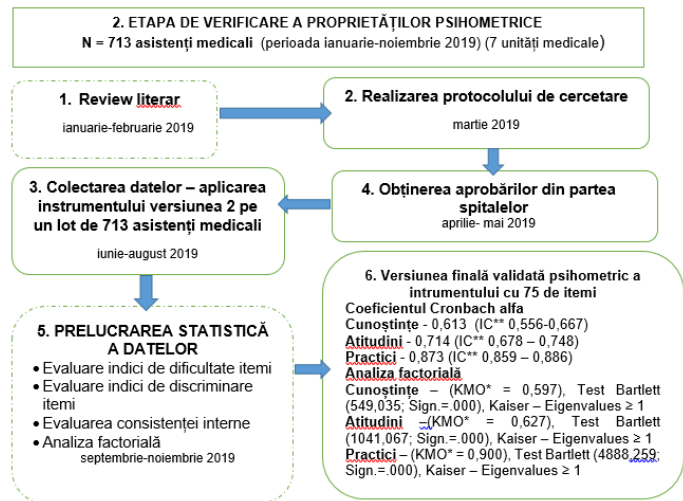 2. ETAPA DE VERIFICARE A PROPRIETĂȚILOR PSIHOMETRICE
N = 713 asistenți medicali (perioada ianuarie-noiembrie 2019) (7 unități medicale)
1. Review literar
ianuarie-februarie 2019
2. Realizarea protocolului de cercetare
martie 2019
3. Colectarea datelor – aplicarea
instrumentului versiunea 2 pe
un lot de 713 asistenți medicali
iunie-august 2019
4. Obținerea aprobărilor din partea
spitalelor
aprilie- mai 2019
5. PRELUCRAREA STATISTICĂ
A DATELOR
• Evaluare indici de dificultate itemi
• Evaluare indici de discriminare
itemi
• Evaluarea consistenței interne
• Analiza factorială
septembrie-noiembrie 2019
6. Versiunea finală validată psihometric a
intrumentului cu 75 de itemi
Coeficientul Cronbach alfa
Cunoștințe - 0,613 (IC** 0,556-0,667)
Atitudini - 0,714 (IC** 0,678 – 0,748)
Practici - 0,873 (IC** 0,859 – 0,886)
Analiza factorială
Cunoștințe – (KMO* = 0,597), Test Bartlett
(549,035; Sign.=.000), Kaiser – Eigenvalues ≥ 1
Atitudini –(KMO* = 0,627), Test Bartlett
(1041,067; Sign.=.000), Kaiser – Eigenvalues ≥ 1
Practici – (KMO* = 0,900), Test Bartlett (4888,259;
Sign.=.000), Kaiser – Eigenvalues ≥ 1